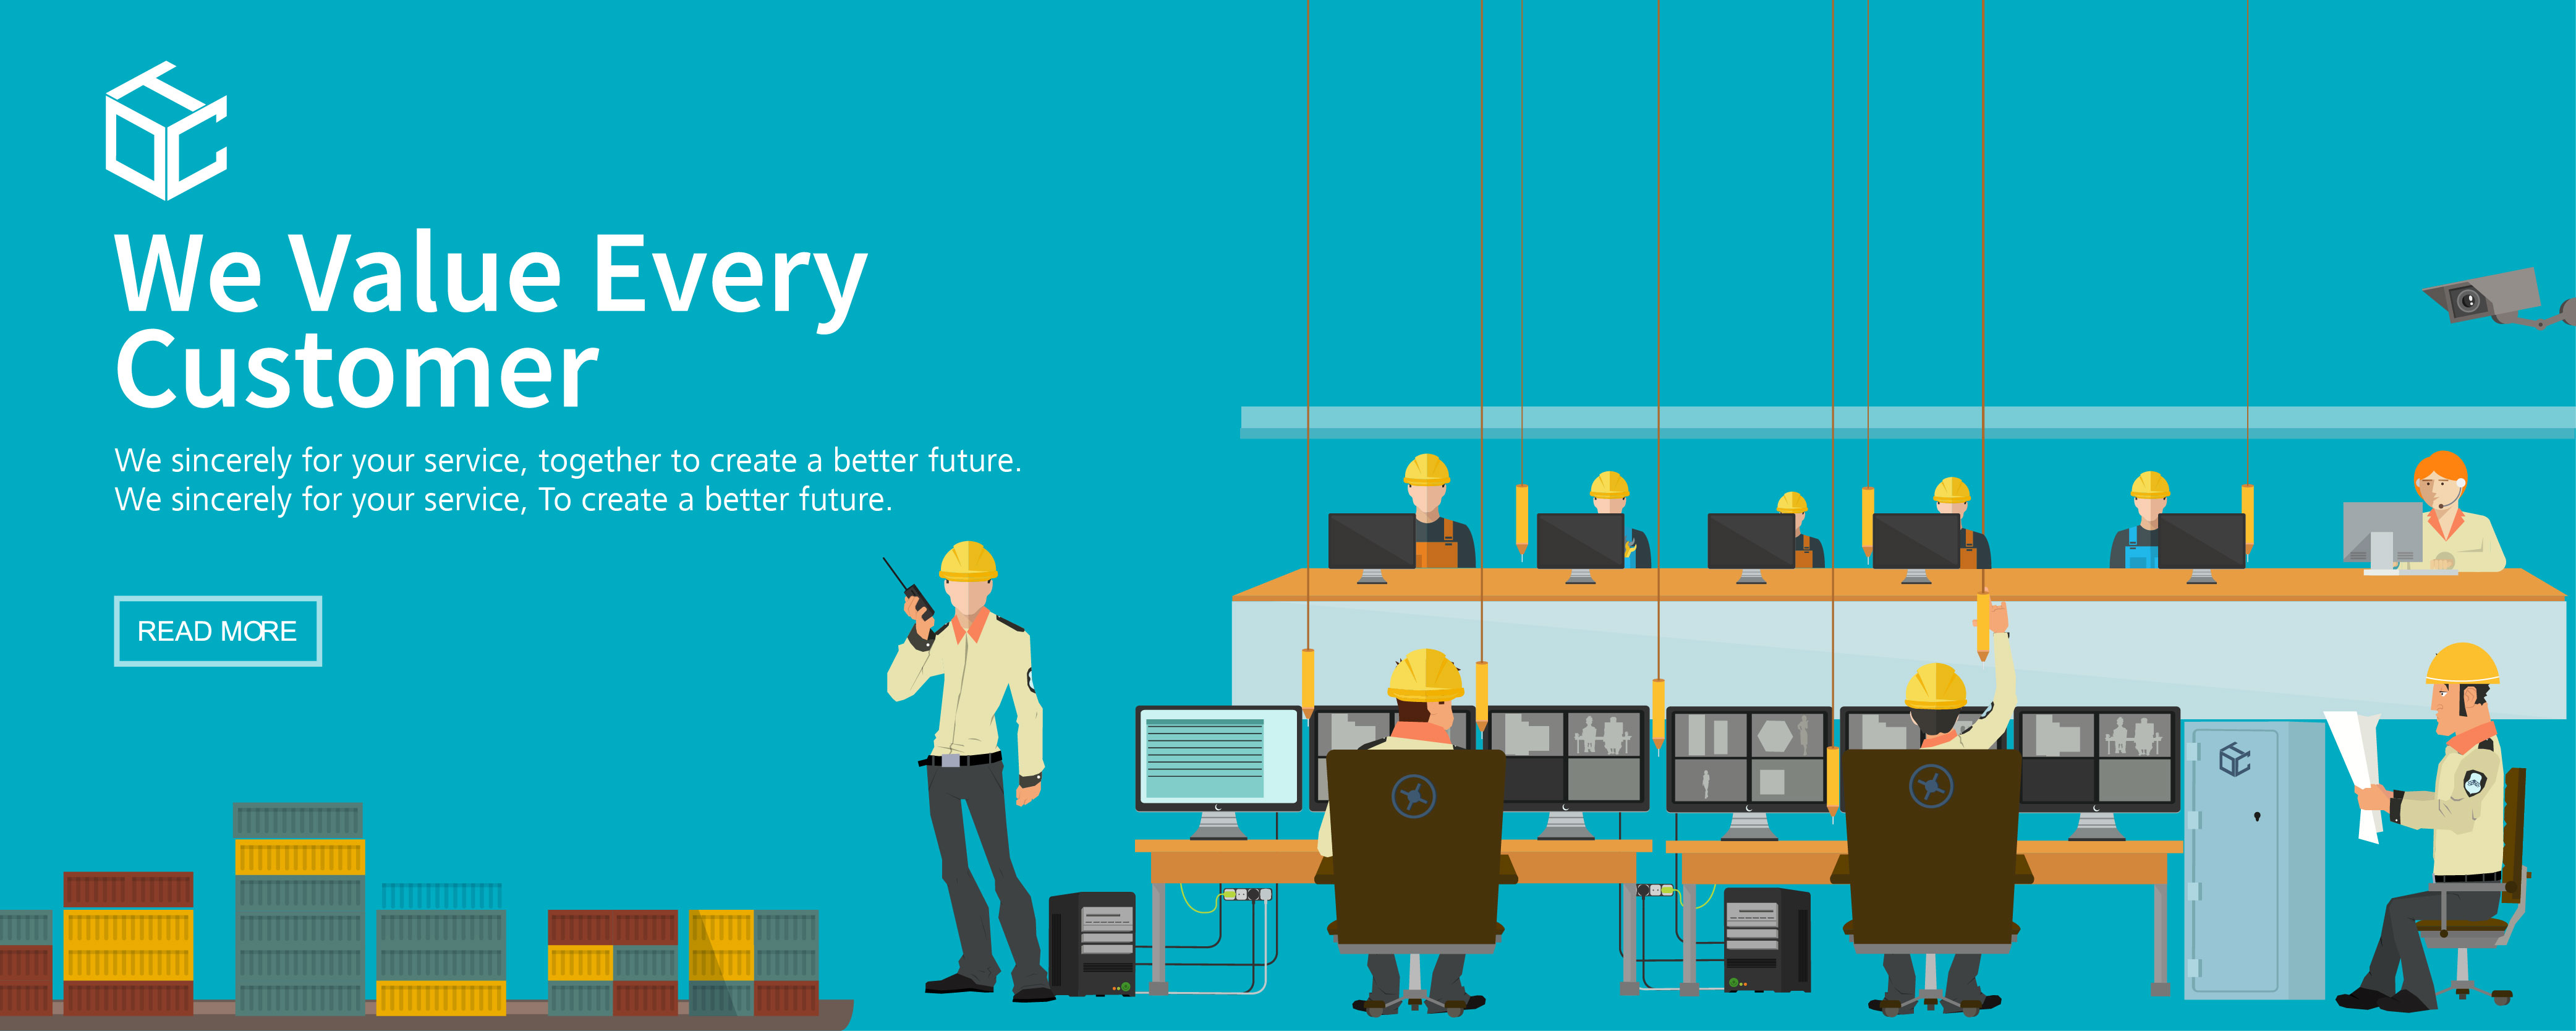 We Value Every
Customer
We sincerely for your service, together to create a better future.
We sincerely for your service, To create a better future.
READ MORE